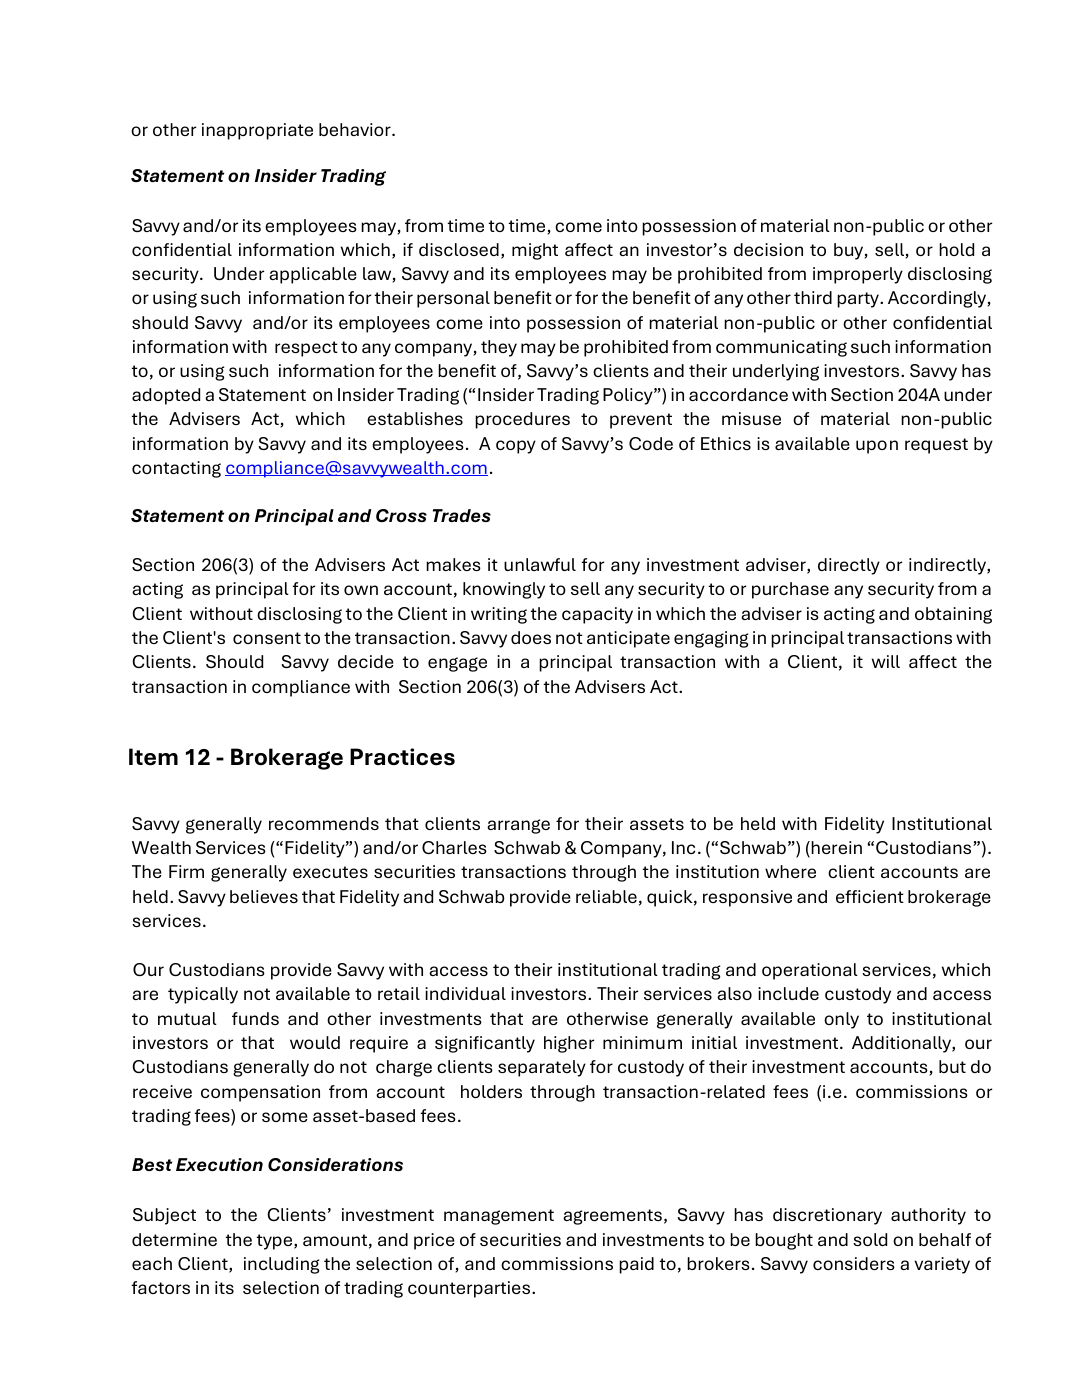 or other inappropriate behavior.
Statement on Insider Trading
Savvy and/or its employees may, from time to time, come into possession of material non-public or other
confidential information which, if disclosed, might affect an investor’s decision to buy, sell, or hold a
security. Under applicable law, Savvy and its employees may be prohibited from improperly disclosing
or using such information for their personal benefit or for the benefit of any other third party. Accordingly,
should Savvy and/or its employees come into possession of material non-public or other confidential
information with respect to any company, they may be prohibited from communicating such information
to, or using such information for the benefit of, Savvy’s clients and their underlying investors. Savvy has
adopted a Statement on Insider Trading (“Insider Trading Policy”) in accordance with Section 204A under
the Advisers Act, which establishes procedures to prevent the misuse of material non-public
information by Savvy and its employees. A copy of Savvy’s Code of Ethics is available upon request by
contacting compliance@savvywealth.com.
Statement on Principal and Cross Trades
Section 206(3) of the Advisers Act makes it unlawful for any investment adviser, directly or indirectly,
acting as principal for its own account, knowingly to sell any security to or purchase any security from a
Client without disclosing to the Client in writing the capacity in which the adviser is acting and obtaining
the Client's consent to the transaction. Savvy does not anticipate engaging in principal transactions with
Clients. Should Savvy decide to engage in a principal transaction with a Client, it will affect the
transaction in compliance with Section 206(3) of the Advisers Act.
Item 12 - Brokerage Practices
Savvy generally recommends that clients arrange for their assets to be held with Fidelity Institutional
Wealth Services (“Fidelity”) and/or Charles Schwab & Company, Inc. (“Schwab”) (herein “Custodians”).
The Firm generally executes securities transactions through the institution where client accounts are
held. Savvy believes that Fidelity and Schwab provide reliable, quick, responsive and efficient brokerage
services.
Our Custodians provide Savvy with access to their institutional trading and operational services, which
are typically not available to retail individual investors. Their services also include custody and access
to mutual funds and other investments that are otherwise generally available only to institutional
investors or that would require a significantly higher minimum initial investment. Additionally, our
Custodians generally do not charge clients separately for custody of their investment accounts, but do
receive compensation from account holders through transaction-related fees (i.e. commissions or
trading fees) or some asset-based fees.
Best Execution Considerations
Subject to the Clients’ investment management agreements, Savvy has discretionary authority to
determine the type, amount, and price of securities and investments to be bought and sold on behalf of
each Client, including the selection of, and commissions paid to, brokers. Savvy considers a variety of
factors in its selection of trading counterparties.